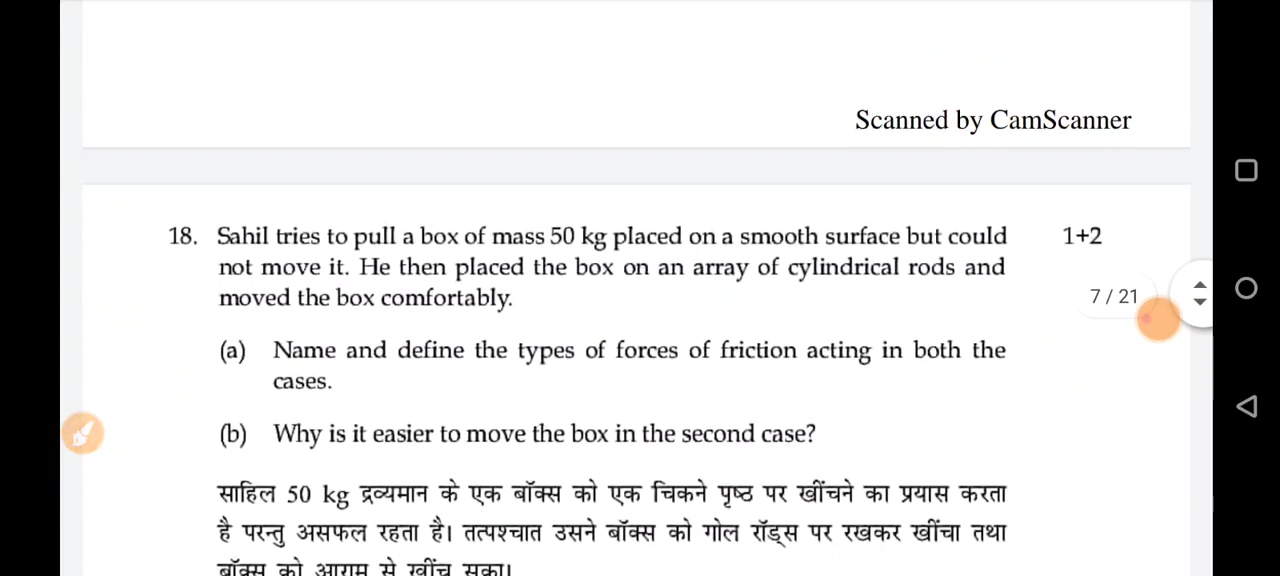 Scanned by CamScanner
18. Sahil tries to pull a box of mass 50 kg placed on a smooth surface but could 1+2
not move it. He then placed the box on an array of cylindrical rods and
moved the box comfortably.
7 / 21
(a) Name and define the types of forces of friction acting in both the
cases.
(b) Why is it easier to move the box in the second case?
साहिल 50 kg द्रव्यमान के एक बॉक्स को एक चिकने पृष्ठ पर खींचने का प्रयास करता
है परन्तु असफल रहता है। तत्पश्चात उसने बॉक्स को गोल रॉड्स पर रखकर खींचा तथा
बॉक्स को आराम से खींच सका।